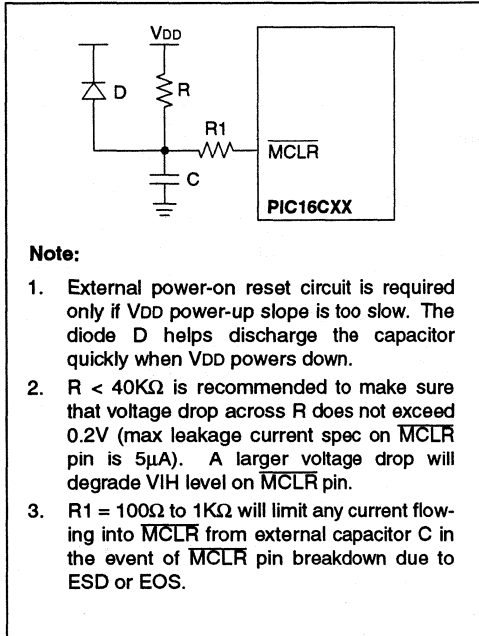 VDD
D
R
R1
MCLR
C
PIC16CXX
Note:
1. External power-on reset circuit is required
only if VDD power-up slope is too slow. The
diode D helps discharge the capacitor
quickly when VDD powers down.
2. R < 40KΩ is recommended to make sure
that voltage drop across R does not exceed
0.2V (max leakage current spec on MCLR
pin is 5µA). A larger voltage drop will
degrade VIH level on MCLR pin.
3. R1 = 100Ω to 1KΩ will limit any current flow-
ing into MCLR from external capacitor C in
the event of MCLR pin breakdown due to
ESD or EOS.